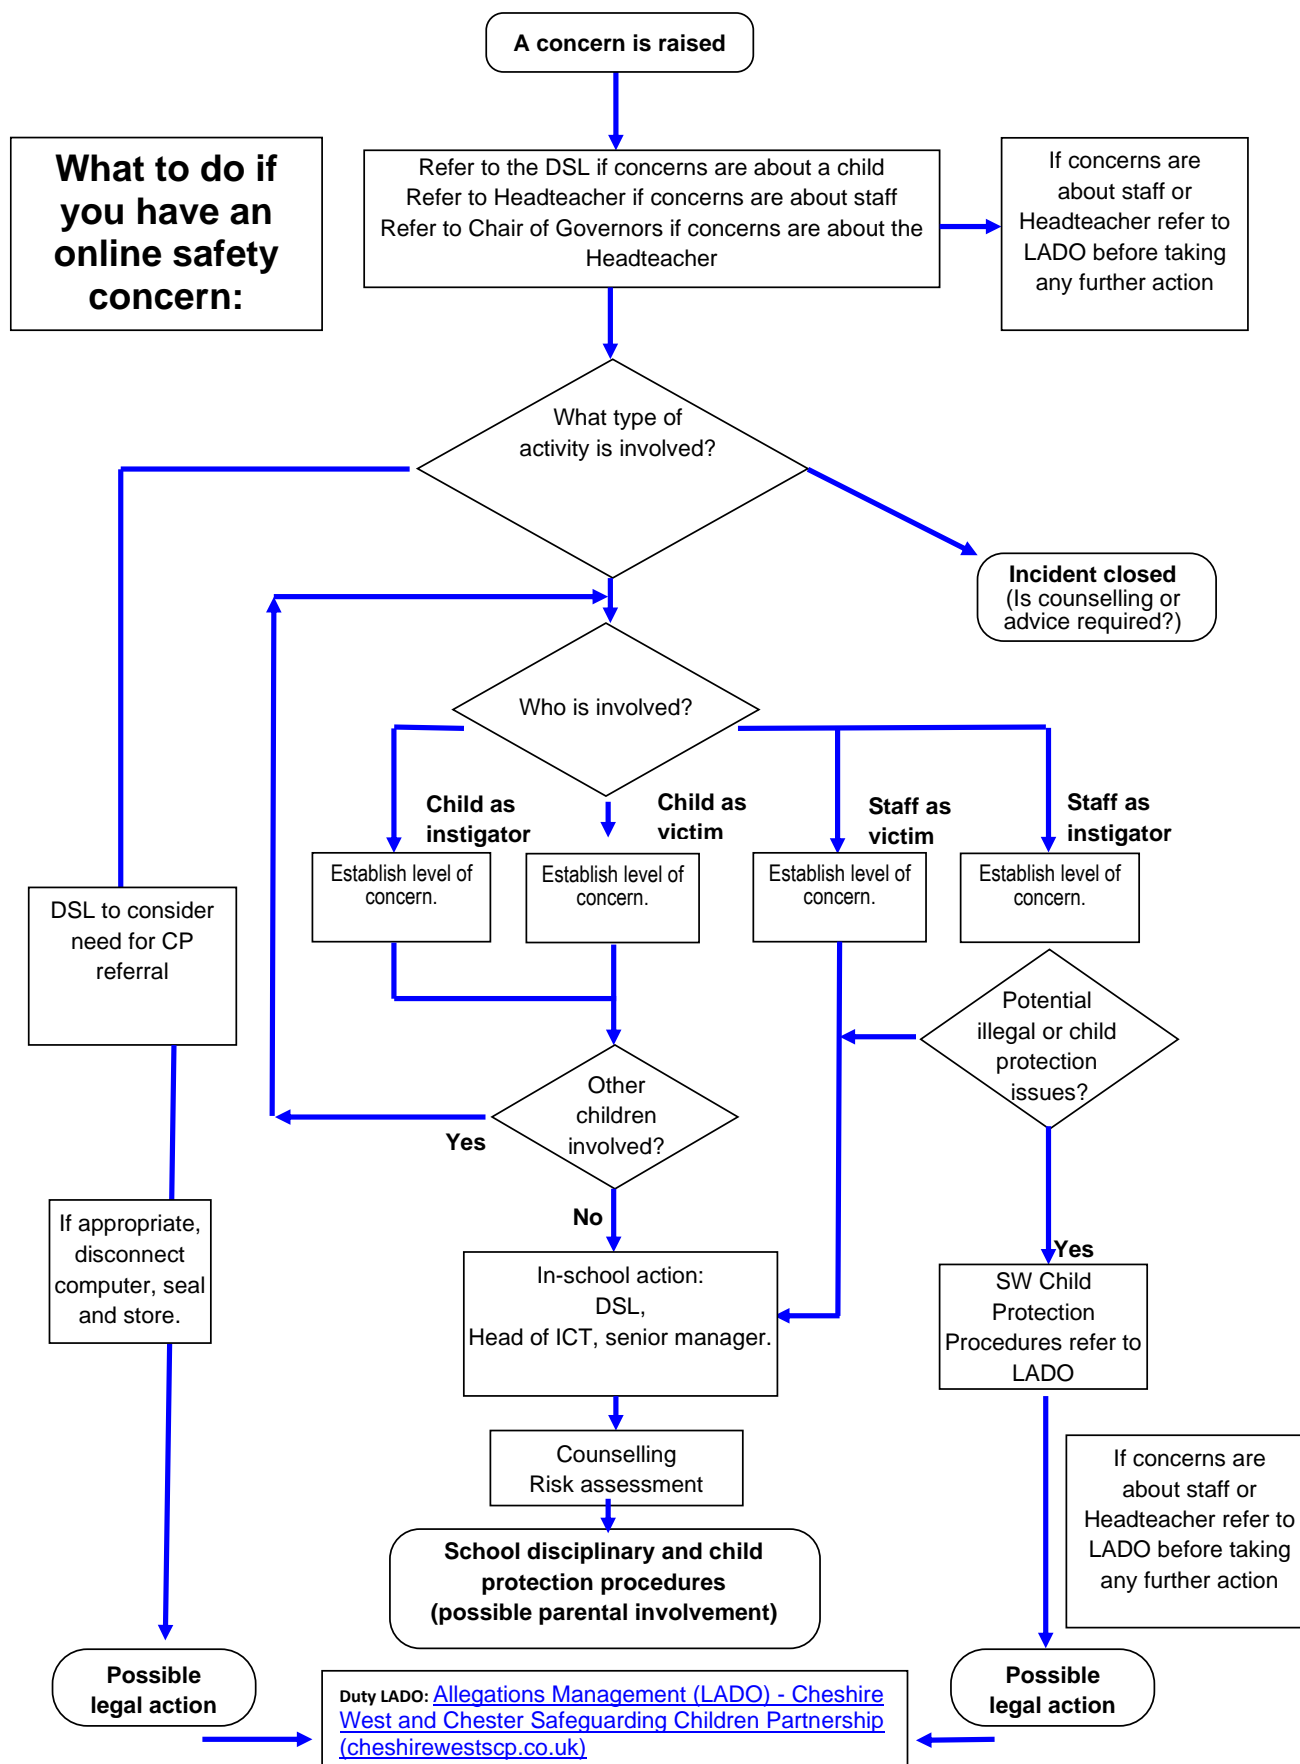 A concern is raised
What to do if
you have an
online safety
concern:
Refer to the DSL if concerns are about a child
Refer to Headteacher if concerns are about staff
Refer to Chair of Governors if concerns are about the
Headteacher
If concerns are
about staff or
Headteacher refer to
LADO before taking
any further action
What type of
activity is involved?
Incident closed
(Is counselling or
advice required?)
Who is involved?
Child as
instigator
Child as
victim
Staff as
victim
Staff as
instigator
Establish level of
concern.
Establish level of
concern.
Establish level of
concern.
Establish level of
concern.
DSL to consider
need for CP
referral
Potential
illegal or child
protection
issues?
Other
children
involved?
Yes
No
If appropriate,
disconnect
computer, seal
and store.
Yes
In-school action:
DSL,
Head of ICT, senior manager.
SW Child
Protection
Procedures refer to
LADO
Counselling
Risk assessment
If concerns are
about staff or
Headteacher refer to
LADO before taking
any further action
School disciplinary and child
protection procedures
(possible parental involvement)
Possible
legal action
Possible
legal action
Duty LADO: Allegations Management (LADO) - Cheshire
West and Chester Safeguarding Children Partnership
(cheshirewestscp.co.uk)